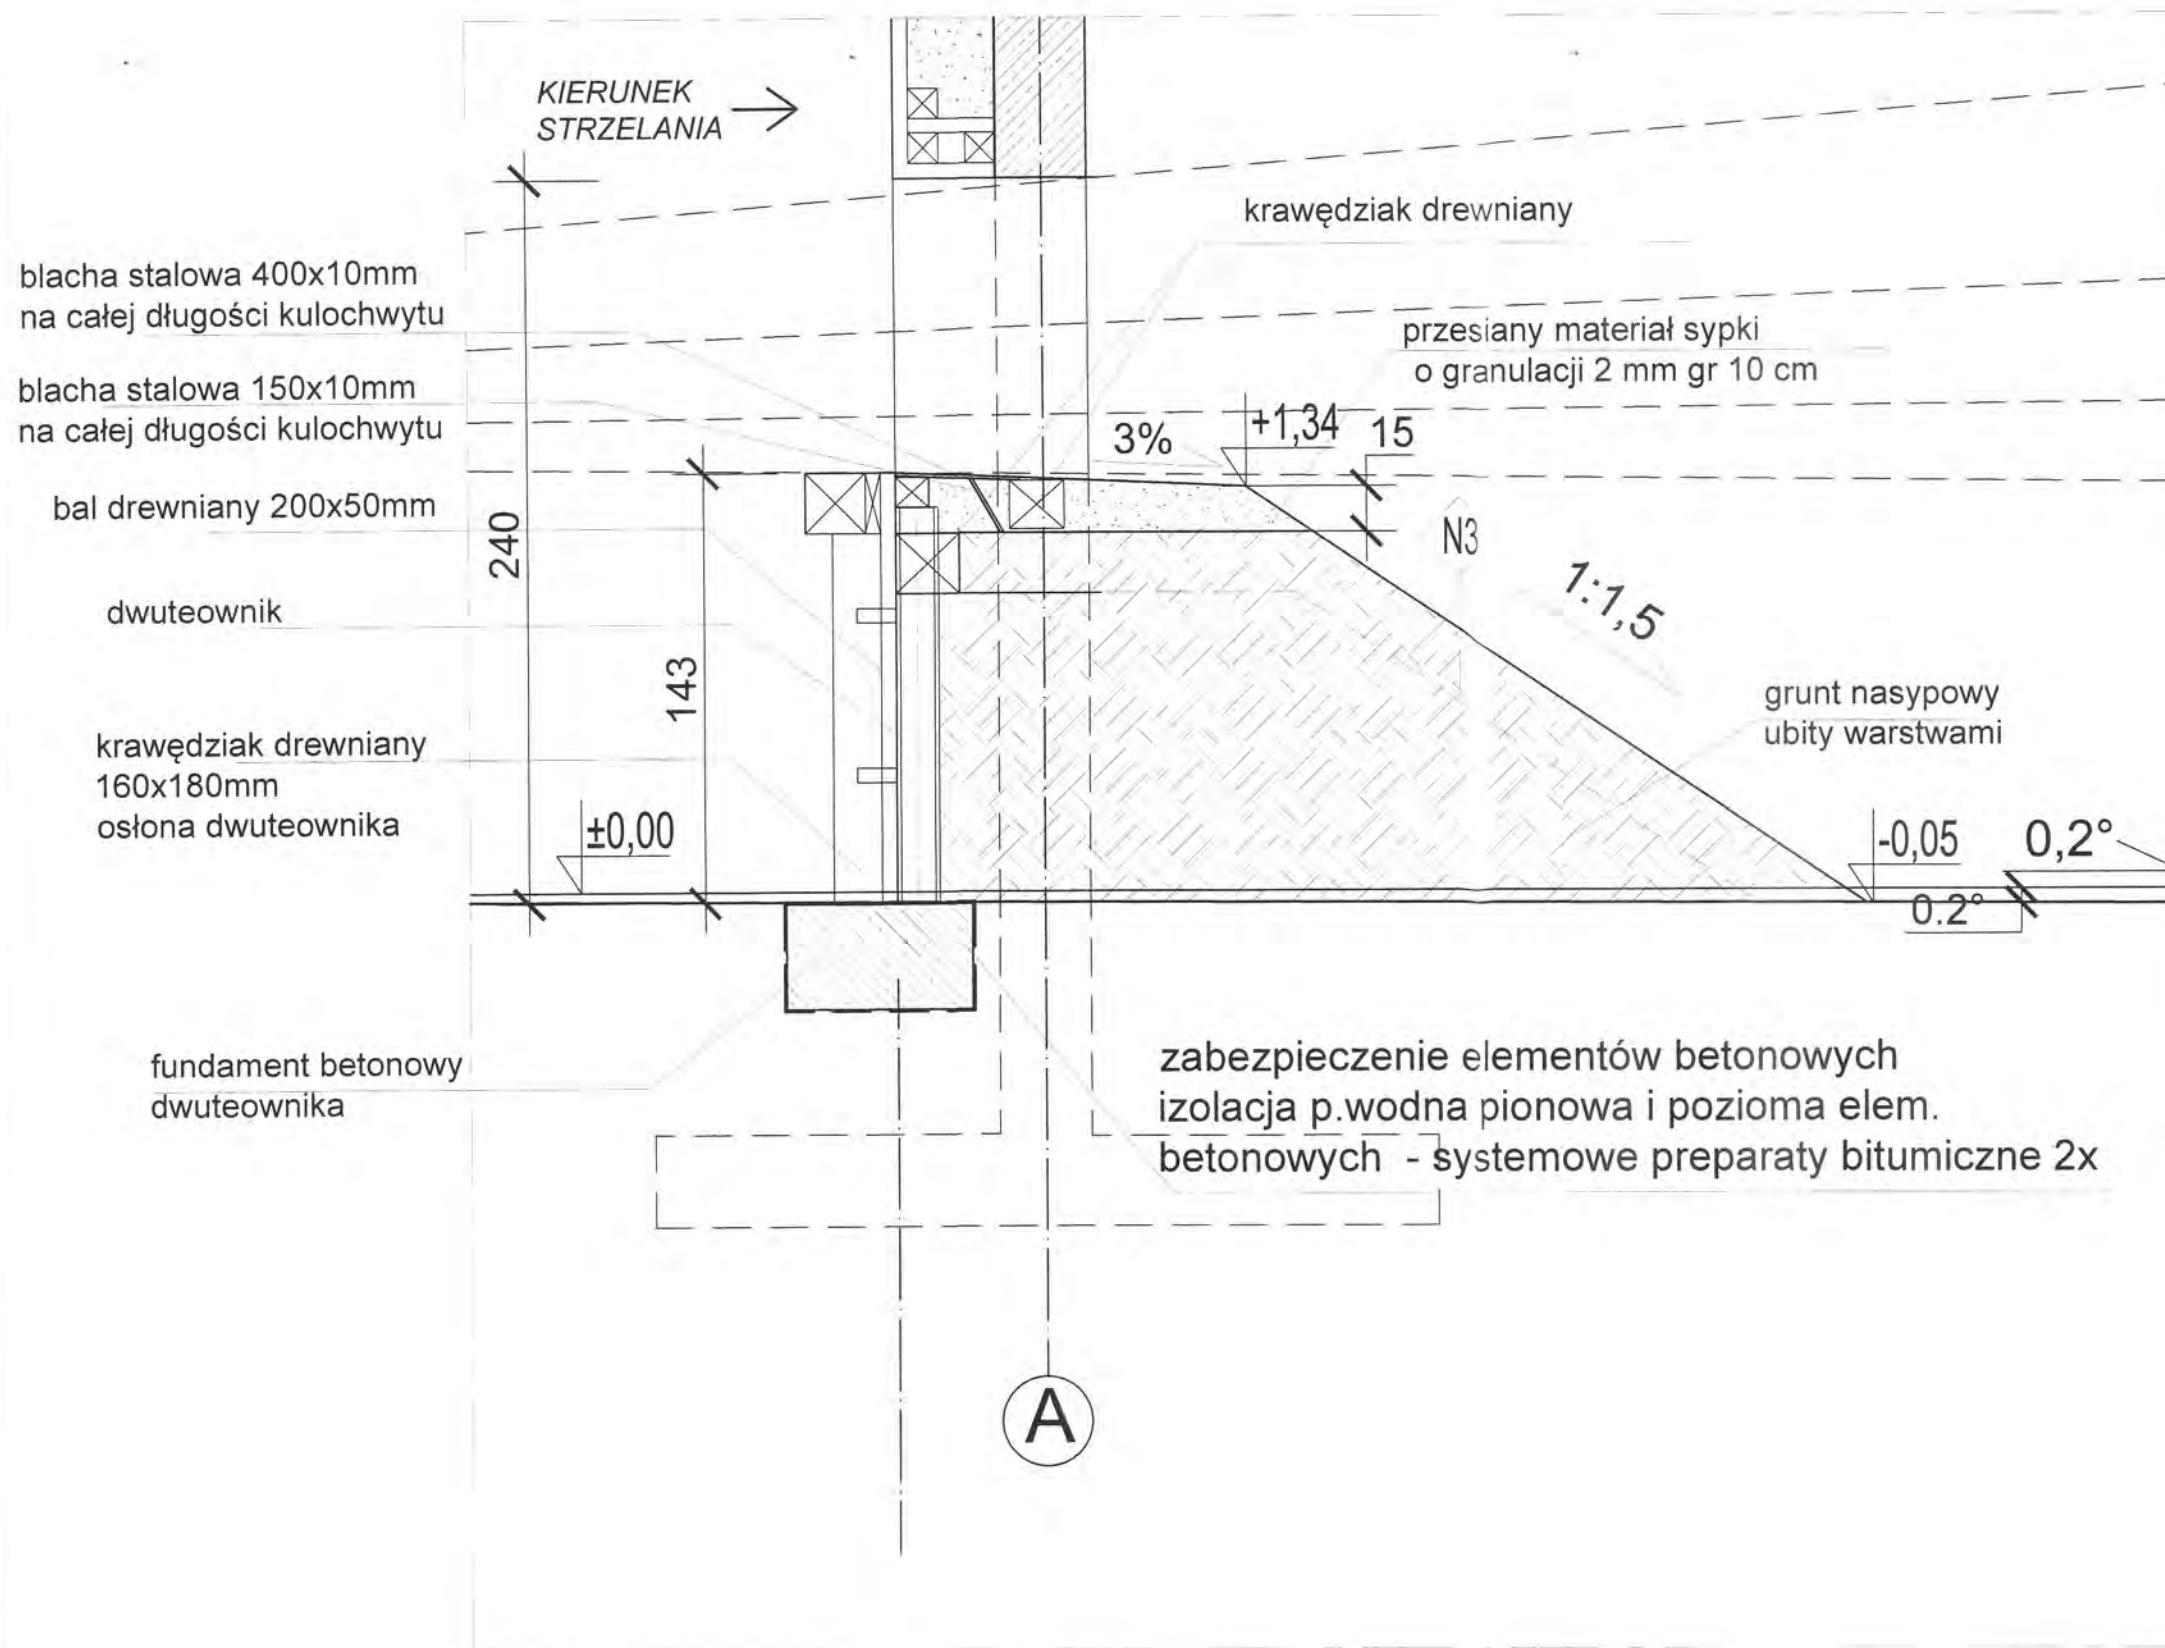 KIERUNEK
STRZELANIA
krawędziak drewniany
blacha stalowa 400x10mm
na całej długości kulochwytu
przesiany materiał sypki
o granulacji 2 mm gr 10 cm
blacha stalowa 150x10mm
na całej długości kulochwytu
3%
+1,34
15
bal drewniany 200x50mm
240
N3
1:1,5
dwuteownik
143
grunt nasypowy
ubity warstwami
krawędziak drewniany
160x180mm
osłona dwuteownika
±0,00
-0,05
0,2°
0.2°
fundament betonowy
dwuteownika
zabezpieczenie elementów betonowych
izolacja p.wodna pionowa i pozioma elem.
betonowych - systemowe preparaty bitumiczne 2x
A